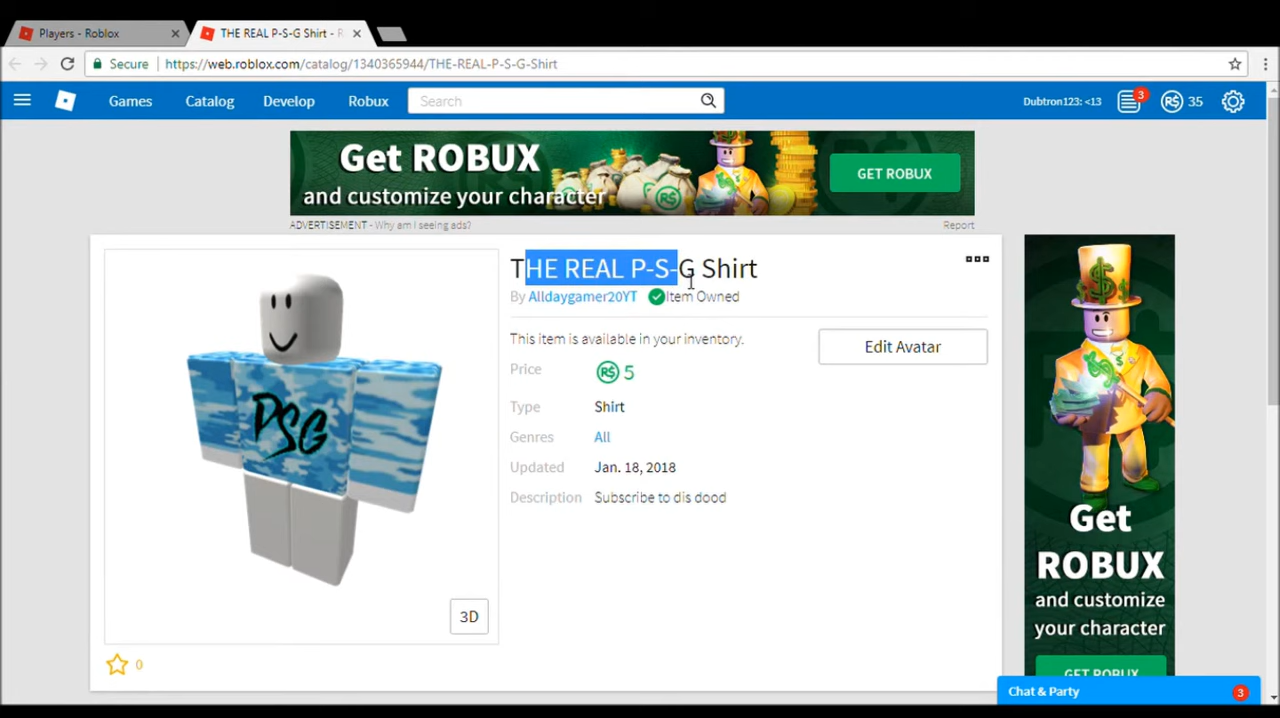 Players - Roblox
THE REAL P-S-G Shirt - R
Secure https://web.roblox.com/catalog/1340365944/THE-REAL-P-S-G-Shirt
Games Catalog Develop Robux Search Dubtron123: <13 3 R$ 35
Get ROBUX
and customize your character
GET ROBUX
ADVERTISEMENT - Why am I seeing ads? Report
THE REAL P-S-G Shirt
By Alldaygamer20YT Item Owned
This item is available in your inventory.
Edit Avatar
Price R$ 5
Type Shirt
Genres All
Updated Jan. 18, 2018
Description Subscribe to dis dood
PSG
3D
0
Get
ROBUX
and customize
your character
GET ROBUX
Chat & Party 3